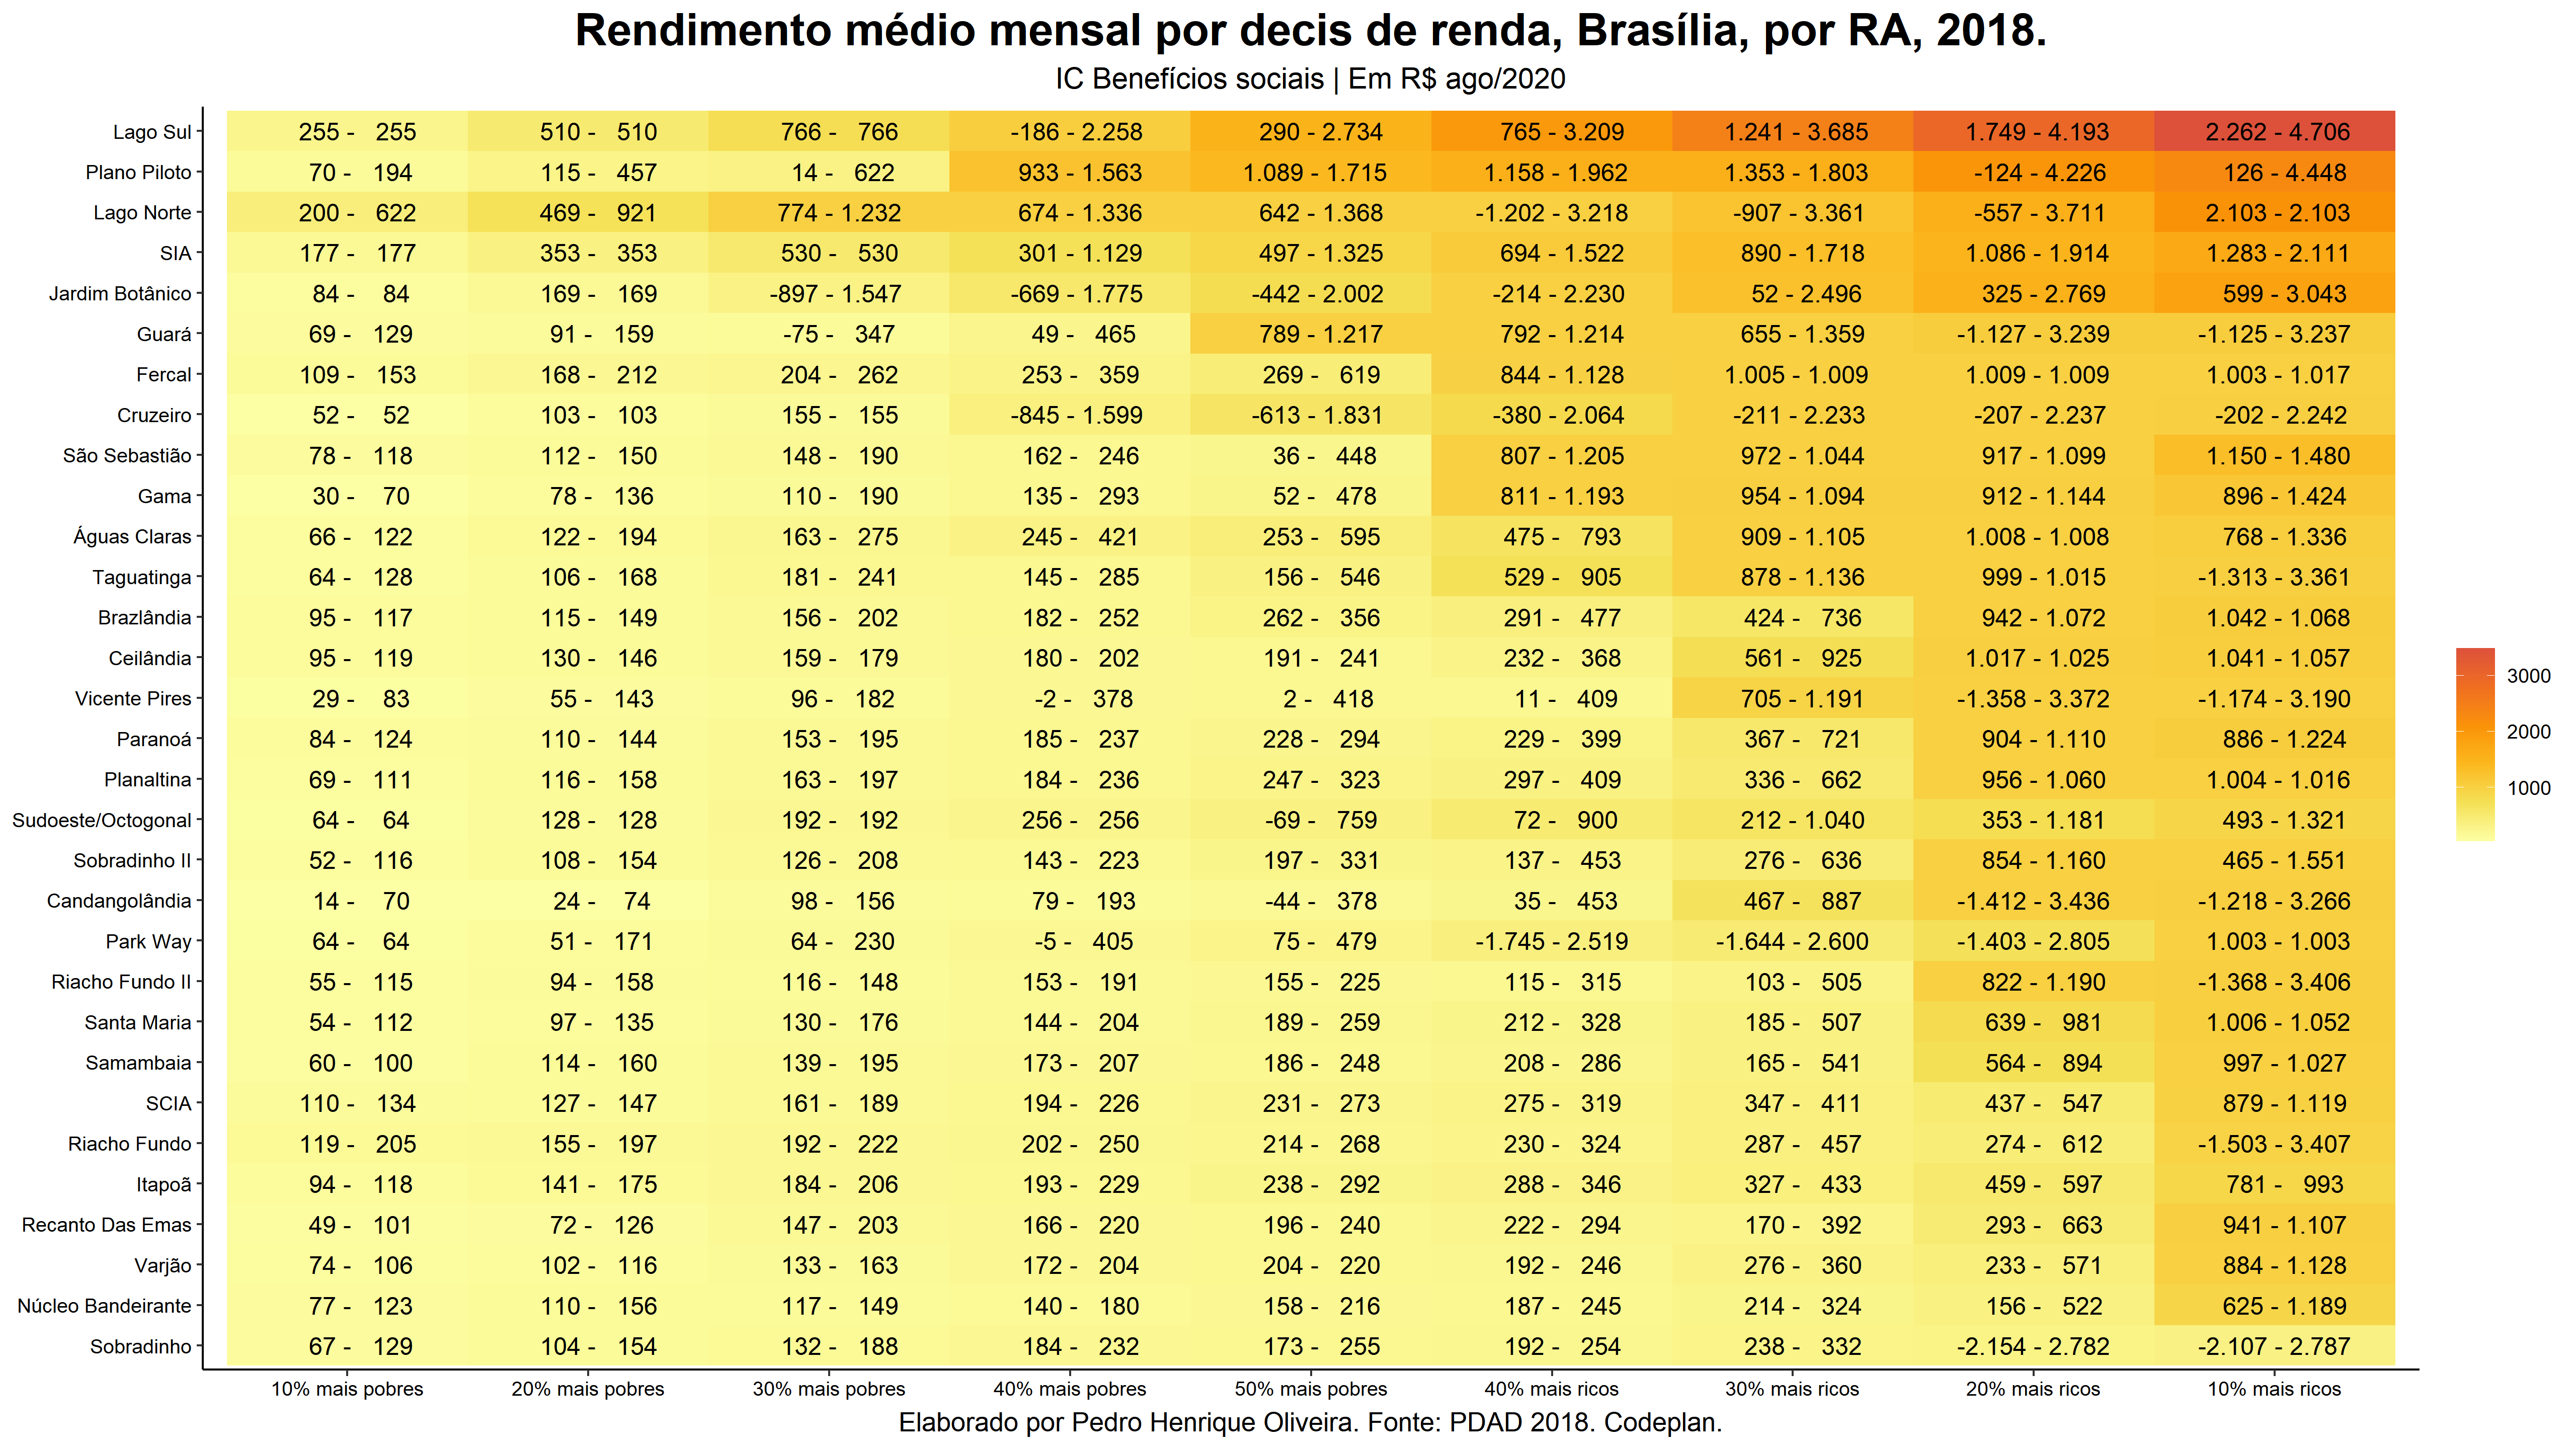 Rendimento médio mensal por decis de renda, Brasília, por RA, 2018.
IC Benefícios sociais | Em R$ ago/2020
Lago Sul 255 - 255 510 - 510 766 - 766 -186 - 2.258 290 - 2.734 765 - 3.209 1.241 - 3.685 1.749 - 4.193 2.262 - 4.706
Plano Piloto 70 - 194 115 - 457 14 - 622 933 - 1.563 1.089 - 1.715 1.158 - 1.962 1.353 - 1.803 -124 - 4.226 126 - 4.448
Lago Norte 200 - 622 469 - 921 774 - 1.232 674 - 1.336 642 - 1.368 -1.202 - 3.218 -907 - 3.361 -557 - 3.711 2.103 - 2.103
SIA 177 - 177 353 - 353 530 - 530 301 - 1.129 497 - 1.325 694 - 1.522 890 - 1.718 1.086 - 1.914 1.283 - 2.111
Jardim Botânico 84 - 84 169 - 169 -897 - 1.547 -669 - 1.775 -442 - 2.002 -214 - 2.230 52 - 2.496 325 - 2.769 599 - 3.043
Guará 69 - 129 91 - 159 -75 - 347 49 - 465 789 - 1.217 792 - 1.214 655 - 1.359 -1.127 - 3.239 -1.125 - 3.237
Fercal 109 - 153 168 - 212 204 - 262 253 - 359 269 - 619 844 - 1.128 1.005 - 1.009 1.009 - 1.009 1.003 - 1.017
Cruzeiro 52 - 52 103 - 103 155 - 155 -845 - 1.599 -613 - 1.831 -380 - 2.064 -211 - 2.233 -207 - 2.237 -202 - 2.242
São Sebastião 78 - 118 112 - 150 148 - 190 162 - 246 36 - 448 807 - 1.205 972 - 1.044 917 - 1.099 1.150 - 1.480
Gama 30 - 70 78 - 136 110 - 190 135 - 293 52 - 478 811 - 1.193 954 - 1.094 912 - 1.144 896 - 1.424
Águas Claras 66 - 122 122 - 194 163 - 275 245 - 421 253 - 595 475 - 793 909 - 1.105 1.008 - 1.008 768 - 1.336
Taguatinga 64 - 128 106 - 168 181 - 241 145 - 285 156 - 546 529 - 905 878 - 1.136 999 - 1.015 -1.313 - 3.361
Brazlândia 95 - 117 115 - 149 156 - 202 182 - 252 262 - 356 291 - 477 424 - 736 942 - 1.072 1.042 - 1.068
Ceilândia 95 - 119 130 - 146 159 - 179 180 - 202 191 - 241 232 - 368 561 - 925 1.017 - 1.025 1.041 - 1.057
Vicente Pires 29 - 83 55 - 143 96 - 182 -2 - 378 2 - 418 11 - 409 705 - 1.191 -1.358 - 3.372 -1.174 - 3.190
Paranoá 84 - 124 110 - 144 153 - 195 185 - 237 228 - 294 229 - 399 367 - 721 904 - 1.110 886 - 1.224
Planaltina 69 - 111 116 - 158 163 - 197 184 - 236 247 - 323 297 - 409 336 - 662 956 - 1.060 1.004 - 1.016
Sudoeste/Octogonal 64 - 64 128 - 128 192 - 192 256 - 256 -69 - 759 72 - 900 212 - 1.040 353 - 1.181 493 - 1.321
Sobradinho II 52 - 116 108 - 154 126 - 208 143 - 223 197 - 331 137 - 453 276 - 636 854 - 1.160 465 - 1.551
Candangolândia 14 - 70 24 - 74 98 - 156 79 - 193 -44 - 378 35 - 453 467 - 887 -1.412 - 3.436 -1.218 - 3.266
Park Way 64 - 64 51 - 171 64 - 230 -5 - 405 75 - 479 -1.745 - 2.519 -1.644 - 2.600 -1.403 - 2.805 1.003 - 1.003
Riacho Fundo II 55 - 115 94 - 158 116 - 148 153 - 191 155 - 225 115 - 315 103 - 505 822 - 1.190 -1.368 - 3.406
Santa Maria 54 - 112 97 - 135 130 - 176 144 - 204 189 - 259 212 - 328 185 - 507 639 - 981 1.006 - 1.052
Samambaia 60 - 100 114 - 160 139 - 195 173 - 207 186 - 248 208 - 286 165 - 541 564 - 894 997 - 1.027
SCIA 110 - 134 127 - 147 161 - 189 194 - 226 231 - 273 275 - 319 347 - 411 437 - 547 879 - 1.119
Riacho Fundo 119 - 205 155 - 197 192 - 222 202 - 250 214 - 268 230 - 324 287 - 457 274 - 612 -1.503 - 3.407
Itapoã 94 - 118 141 - 175 184 - 206 193 - 229 238 - 292 288 - 346 327 - 433 459 - 597 781 - 993
Recanto Das Emas 49 - 101 72 - 126 147 - 203 166 - 220 196 - 240 222 - 294 170 - 392 293 - 663 941 - 1.107
Varjão 74 - 106 102 - 116 133 - 163 172 - 204 204 - 220 192 - 246 276 - 360 233 - 571 884 - 1.128
Núcleo Bandeirante 77 - 123 110 - 156 117 - 149 140 - 180 158 - 216 187 - 245 214 - 324 156 - 522 625 - 1.189
Sobradinho 67 - 129 104 - 154 132 - 188 184 - 232 173 - 255 192 - 254 238 - 332 -2.154 - 2.782 -2.107 - 2.787
10% mais pobres 20% mais pobres 30% mais pobres 40% mais pobres 50% mais pobres 40% mais ricos 30% mais ricos 20% mais ricos 10% mais ricos
Elaborado por Pedro Henrique Oliveira. Fonte: PDAD 2018. Codeplan.
3000
2000
1000